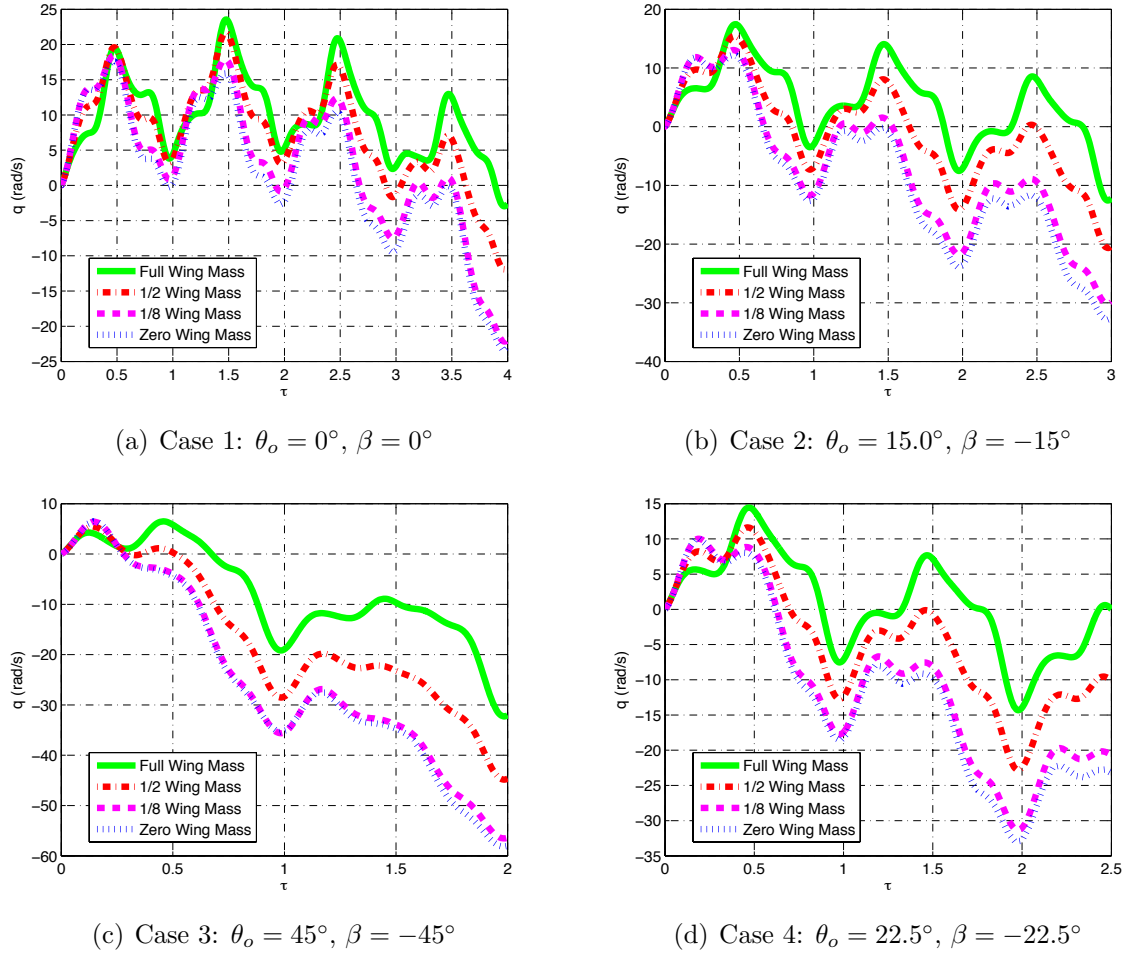 25
20
15
10
5
0
−5
−10
−15
−20
−25
q (rad/s)
Full Wing Mass
1/2 Wing Mass
1/8 Wing Mass
Zero Wing Mass
0 0.5 1 1.5 2 2.5 3 3.5 4
τ
(a) Case 1: θo = 0°, β = 0°
20
10
0
−10
−20
−30
−40
q (rad/s)
Full Wing Mass
1/2 Wing Mass
1/8 Wing Mass
Zero Wing Mass
0 0.5 1 1.5 2 2.5 3
τ
(b) Case 2: θo = 15.0°, β = −15°
10
0
−10
−20
−30
−40
−50
−60
q (rad/s)
Full Wing Mass
1/2 Wing Mass
1/8 Wing Mass
Zero Wing Mass
0 0.5 1 1.5 2
τ
(c) Case 3: θo = 45°, β = −45°
15
10
5
0
−5
−10
−15
−20
−25
−30
−35
q (rad/s)
Full Wing Mass
1/2 Wing Mass
1/8 Wing Mass
Zero Wing Mass
0 0.5 1 1.5 2 2.5
τ
(d) Case 4: θo = 22.5°, β = −22.5°